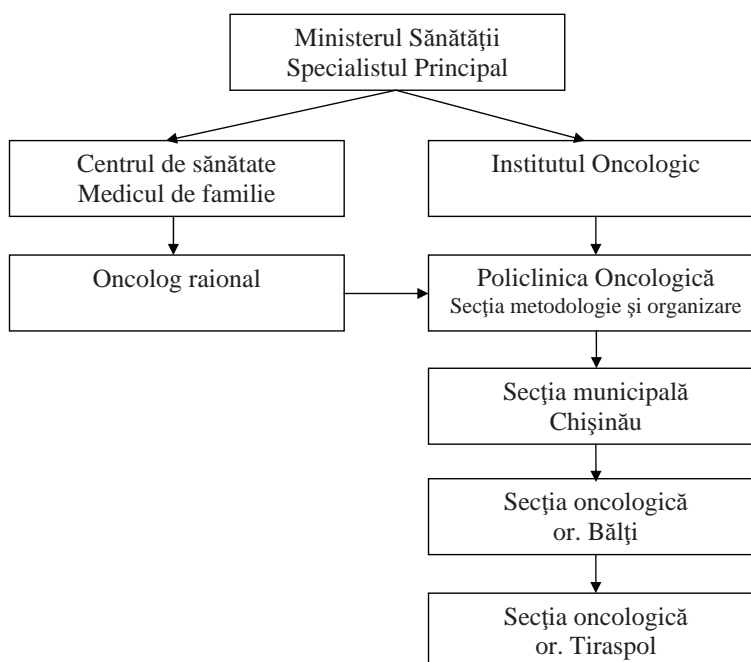 Ministerul Sănătăţii
Specialistul Principal
Centrul de sănătate
Medicul de familie
Institutul Oncologic
Oncolog raional
Policlinica Oncologică
Secţia metodologie şi organizare
Secţia municipală
Chişinău
Secţia oncologică
or. Bălţi
Secţia oncologică
or. Tiraspol